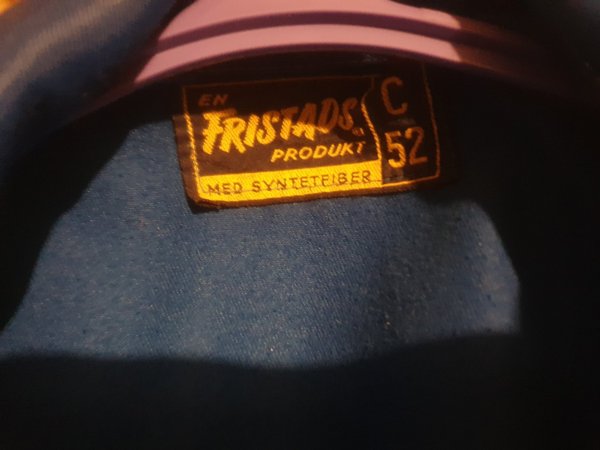 EN
FRISTADS
PRODUKT
MED SYNTETFIBER
C
52